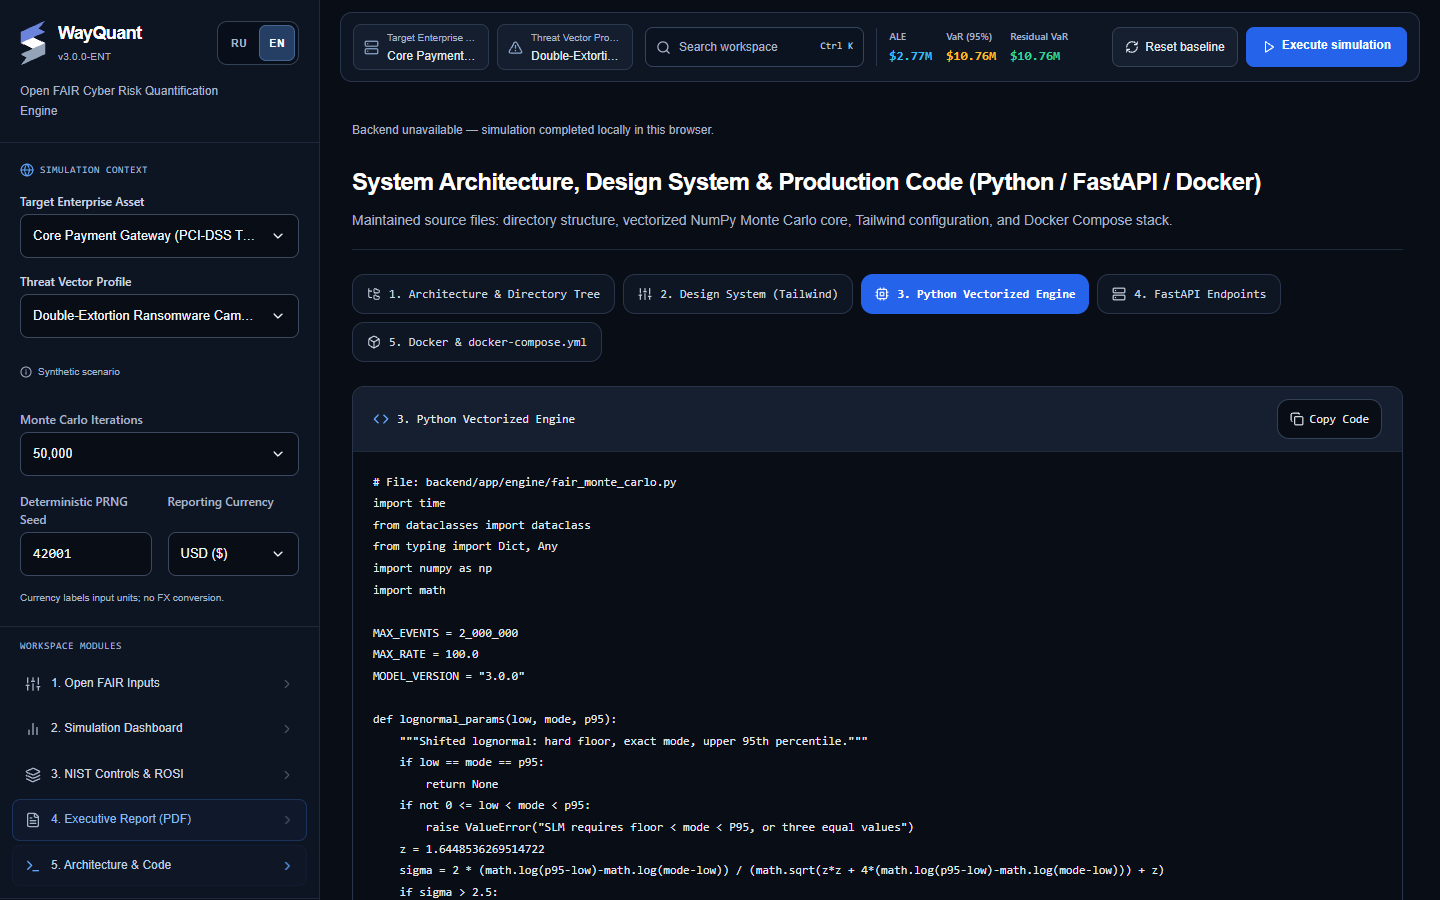 WayQuant
v3.0.0-ENT
RU
EN
Open FAIR Cyber Risk Quantification
Engine
SIMULATION CONTEXT
Target Enterprise Asset
Core Payment Gateway (PCI-DSS T...
Threat Vector Profile
Double-Extortion Ransomware Cam...
Synthetic scenario
Monte Carlo Iterations
50,000
Deterministic PRNG
Seed
Reporting Currency
42001
USD ($)
Currency labels input units; no FX conversion.
WORKSPACE MODULES
1. Open FAIR Inputs
2. Simulation Dashboard
3. NIST Controls & ROSI
4. Executive Report (PDF)
5. Architecture & Code
Target Enterprise ...
Core Payment...
Threat Vector Pro...
Double-Extorti...
Search workspace
Ctrl K
ALE
$2.77M
VaR (95%)
$10.76M
Residual VaR
$10.76M
Reset baseline
Execute simulation
Backend unavailable — simulation completed locally in this browser.
System Architecture, Design System & Production Code (Python / FastAPI / Docker)
Maintained source files: directory structure, vectorized NumPy Monte Carlo core, Tailwind configuration, and Docker Compose stack.
1. Architecture & Directory Tree
2. Design System (Tailwind)
3. Python Vectorized Engine
4. FastAPI Endpoints
5. Docker & docker-compose.yml
3. Python Vectorized Engine
Copy Code
# File: backend/app/engine/fair_monte_carlo.py
import time
from dataclasses import dataclass
from typing import Dict, Any
import numpy as np
import math
MAX_EVENTS = 2_000_000
MAX_RATE = 100.0
MODEL_VERSION = "3.0.0"
def lognormal_params(low, mode, p95):
    """Shifted lognormal: hard floor, exact mode, upper 95th percentile."""
    if low == mode == p95:
        return None
    if not 0 <= low < mode < p95:
        raise ValueError("SLM requires floor < mode < P95, or three equal values")
    z = 1.6448536269514722
    sigma = 2 * (math.log(p95-low)-math.log(mode-low)) / (math.sqrt(z*z + 4*(math.log(p95-low)-math.log(mode-low))) + z)
    if sigma > 2.5: